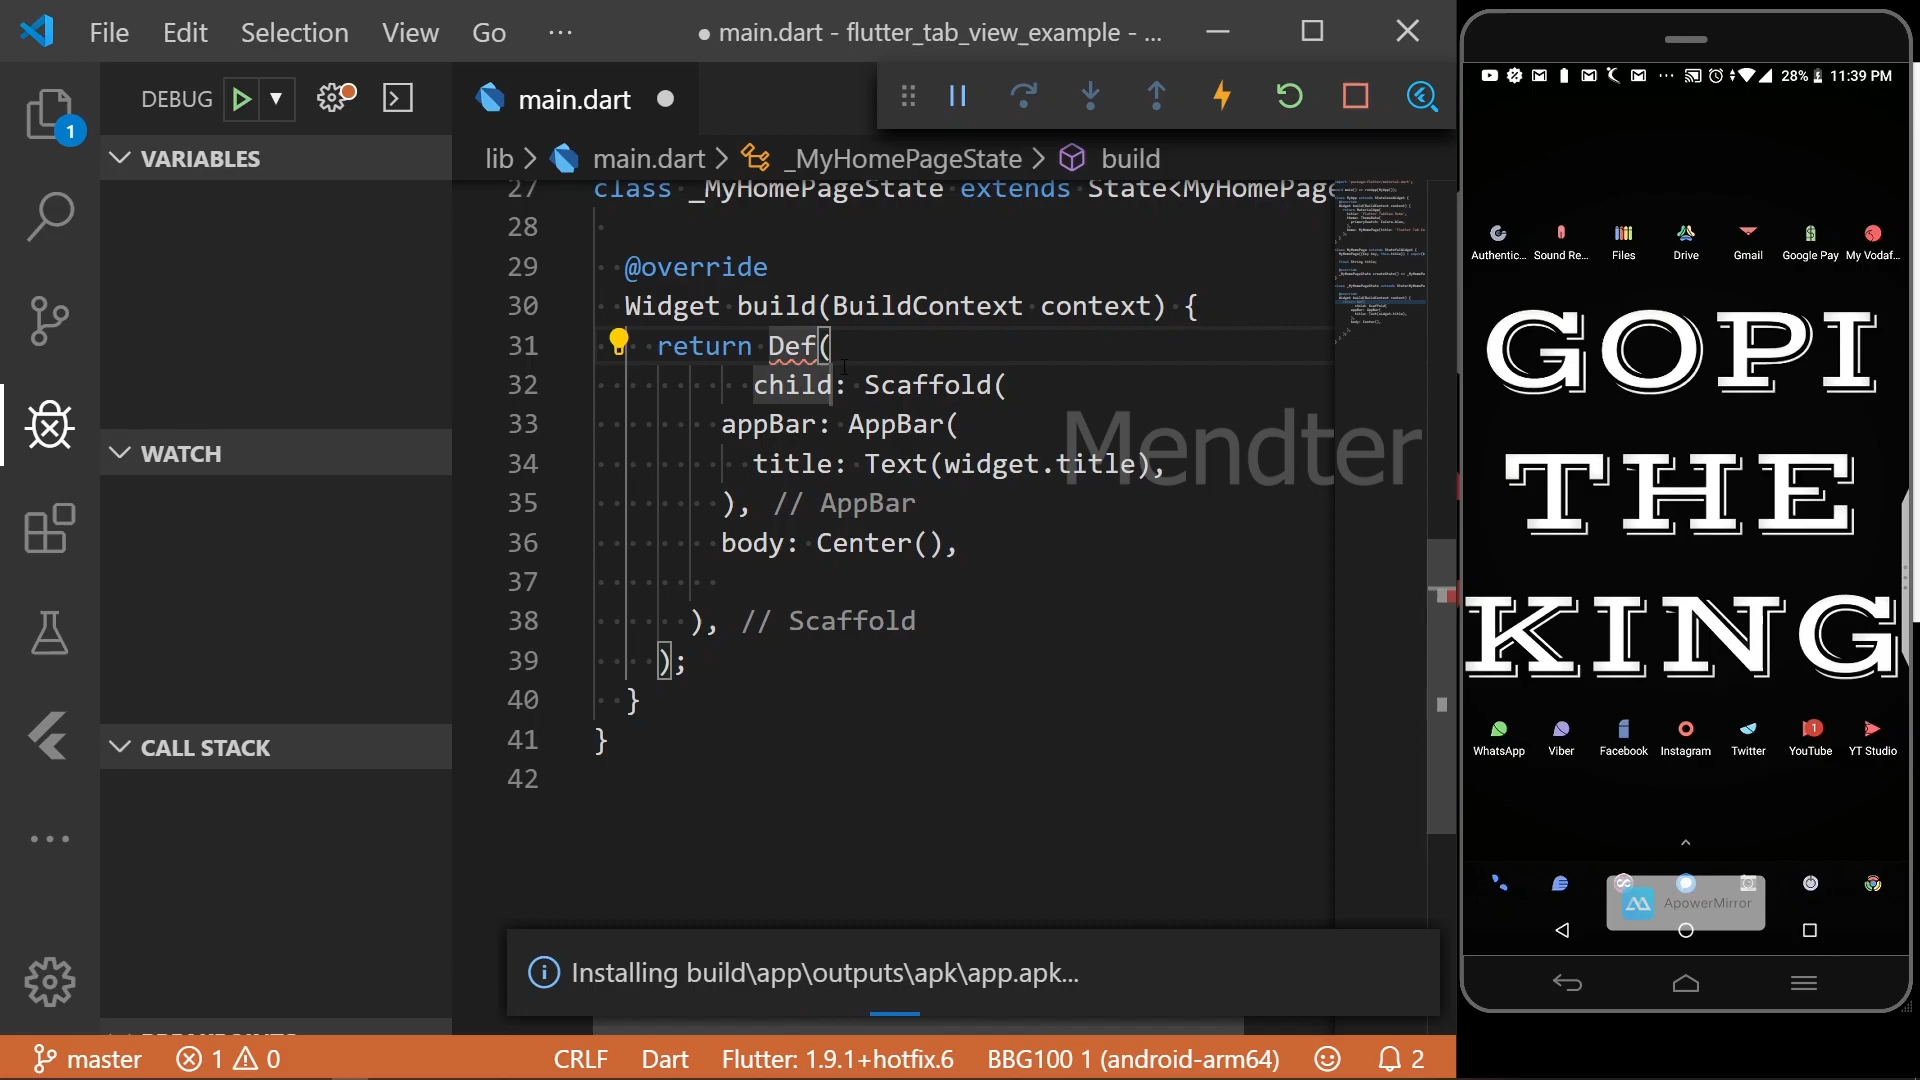 File Edit Selection View Go ...
● main.dart - flutter_tab_view_example - ...
DEBUG
main.dart
1
VARIABLES
lib > main.dart > _MyHomePageState > build
27 class _MyHomePageState extends State<MyHomePage
28
29 @override
30 Widget build(BuildContext context) {
31 return Def(
32 child: Scaffold(
33 appBar: AppBar(
34 title: Text(widget.title),
35 ), // AppBar
36 body: Center(),
37
38 ), // Scaffold
39 );
40 }
41 }
42
Mendter
WATCH
CALL STACK
Installing build\app\outputs\apk\app.apk...
master 1 0 CRLF Dart Flutter: 1.9.1+hotfix.6 BBG100 1 (android-arm64) 2
28% 11:39 PM
Authentic... Sound Re... Files Drive Gmail Google Pay My Vodaf...
GOPI
THE
KING
1
WhatsApp Viber Facebook Instagram Twitter YouTube YT Studio
ApowerMirror